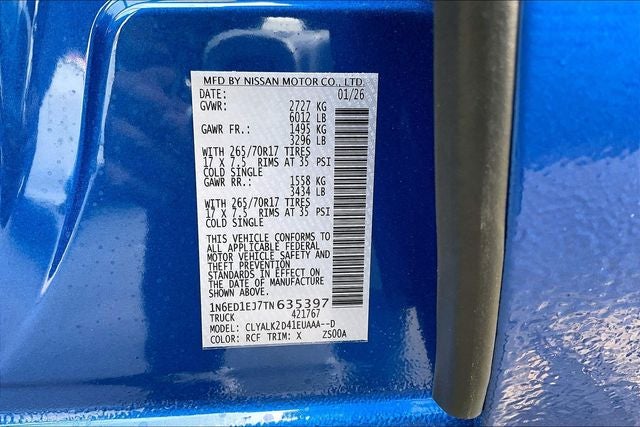 MFD BY NISSAN MOTOR CO., LTD.
DATE: 01/26
GVWR: 2727 KG
6012 LB
GAWR FR.: 1495 KG
3296 LB
WITH 265/70R17 TIRES
17 X 7.5 RIMS AT 35 PSI
COLD SINGLE
GAWR RR.: 1558 KG
3434 LB
WITH 265/70R17 TIRES
17 X 7.5 RIMS AT 35 PSI
COLD SINGLE
THIS VEHICLE CONFORMS TO
ALL APPLICABLE FEDERAL
MOTOR VEHICLE SAFETY AND
THEFT PREVENTION
STANDARDS IN EFFECT ON
THE DATE OF MANUFACTURE
SHOWN ABOVE.
1N6ED1EJ7TN635397
TRUCK 421767
MODEL: CLYALK2D41EUAAA--D
COLOR: RCF TRIM: X ZS00A